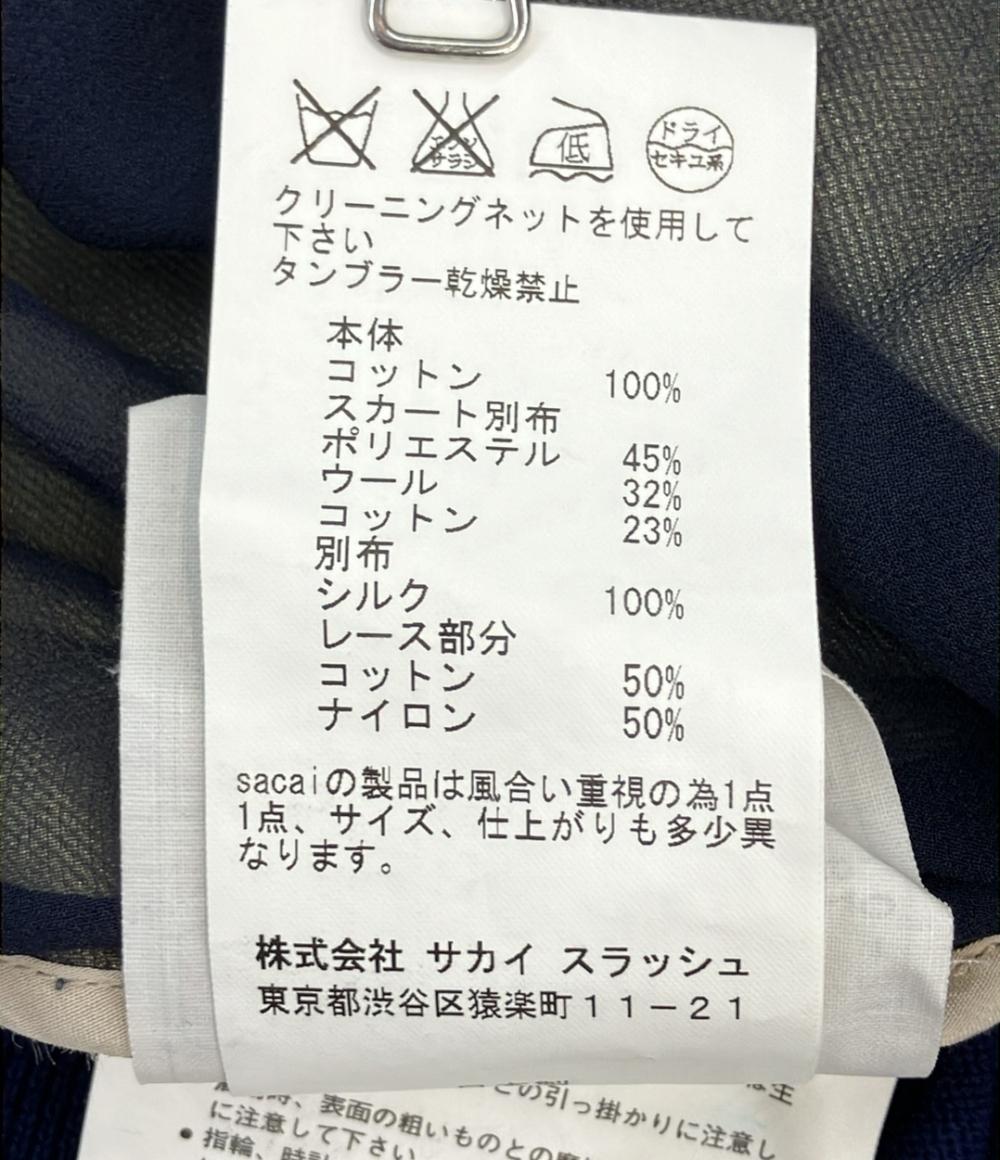 エンソ
サラシ
低
ドライ
セキユ系
クリーニングネットを使用して
下さい
タンブラー乾燥禁止
本体
コットン 100%
スカート別布
ポリエステル 45%
ウール 32%
コットン 23%
別布
シルク 100%
レース部分
コットン 50%
ナイロン 50%
sacaiの製品は風合い重視の為1点
1点、サイズ、仕上がりも多少異
なります。
株式会社 サカイ スラッシュ
東京都渋谷区猿楽町11-21
の引っ掛かりに注意し
、表面の粗いものとの
に注意して下さい
• 指輪、時計